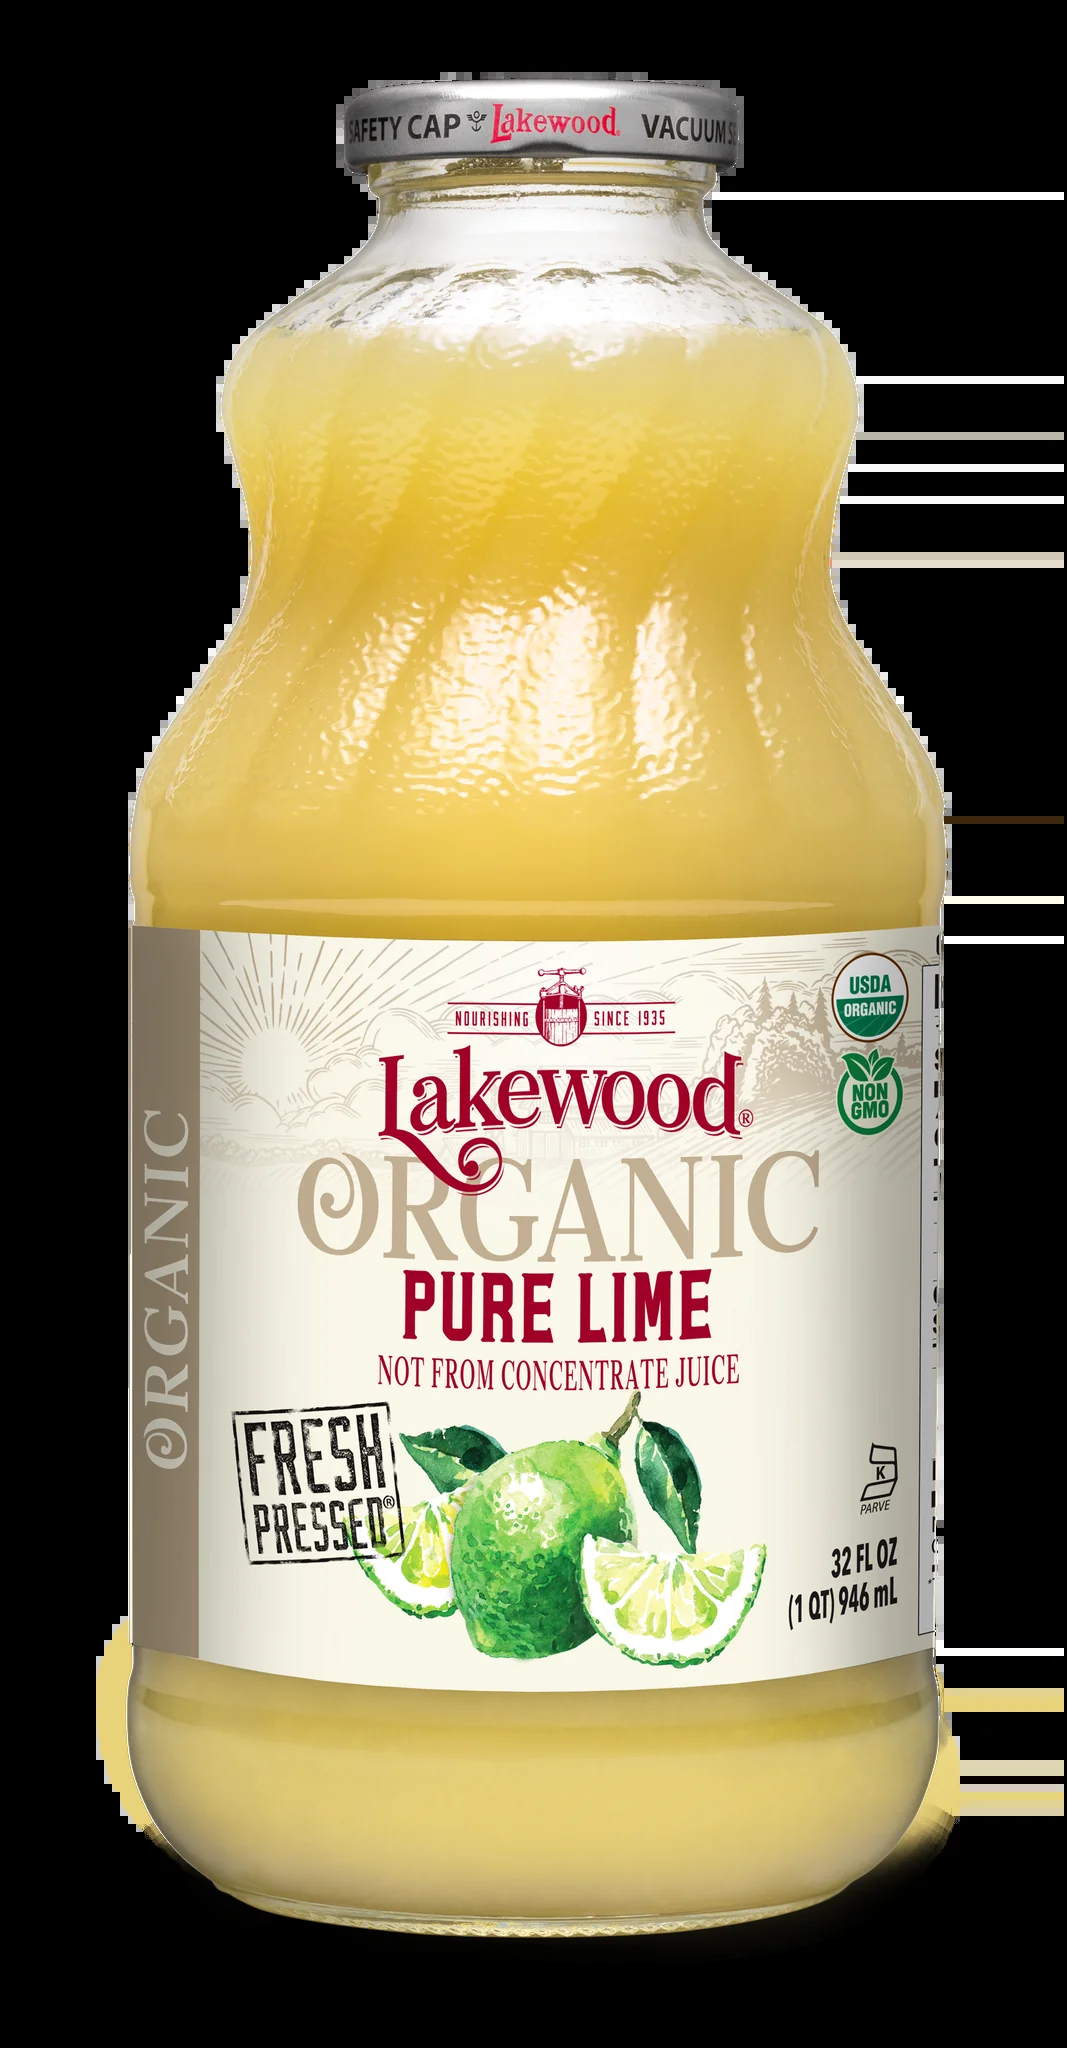 SAFETY CAP Lakewood® VACUUM
NOURISHING SINCE 1935
Lakewood®
ORGANIC
PURE LIME
NOT FROM CONCENTRATE JUICE
ORGANIC
FRESH
PRESSED®
USDA
ORGANIC
NON
GMO
K
PARVE
32 FL OZ
(1 QT) 946 mL